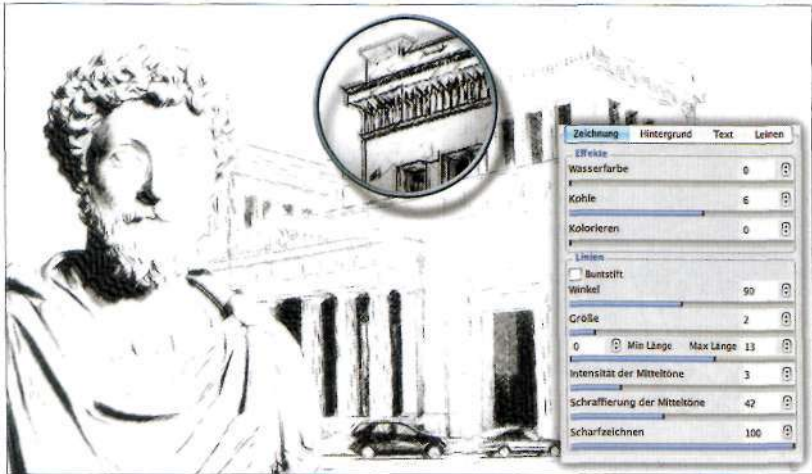 Zeichnung Hintergrund Text Leinen
Effekte
Wasserfarbe 0
Kohle 6
Kolorieren 0
Linien
Buntstift
Winkel 90
Größe 2
0 Min Länge Max Länge 13
Intensität der Mitteltöne 3
Schraffierung der Mitteltöne 42
Scharfzeichnen 100